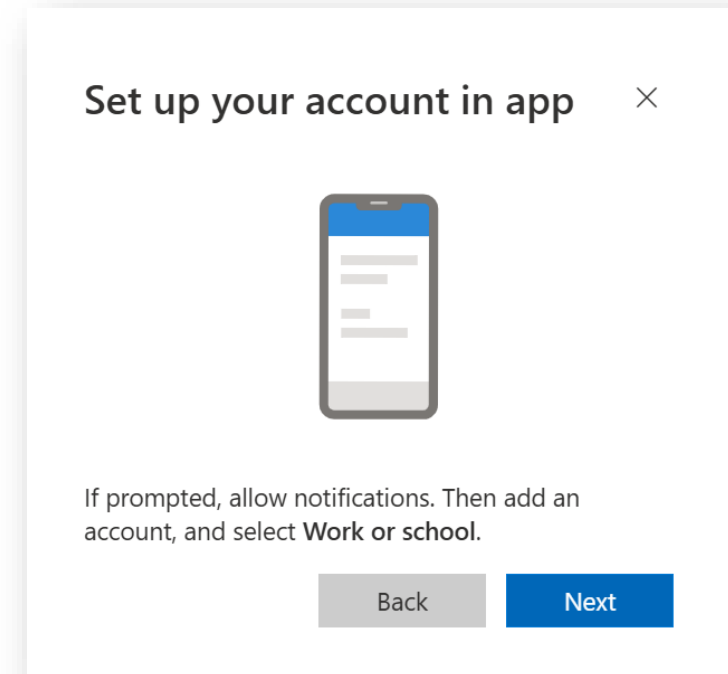 Set up your account in app
If prompted, allow notifications. Then add an
account, and select Work or school.
Back
Next